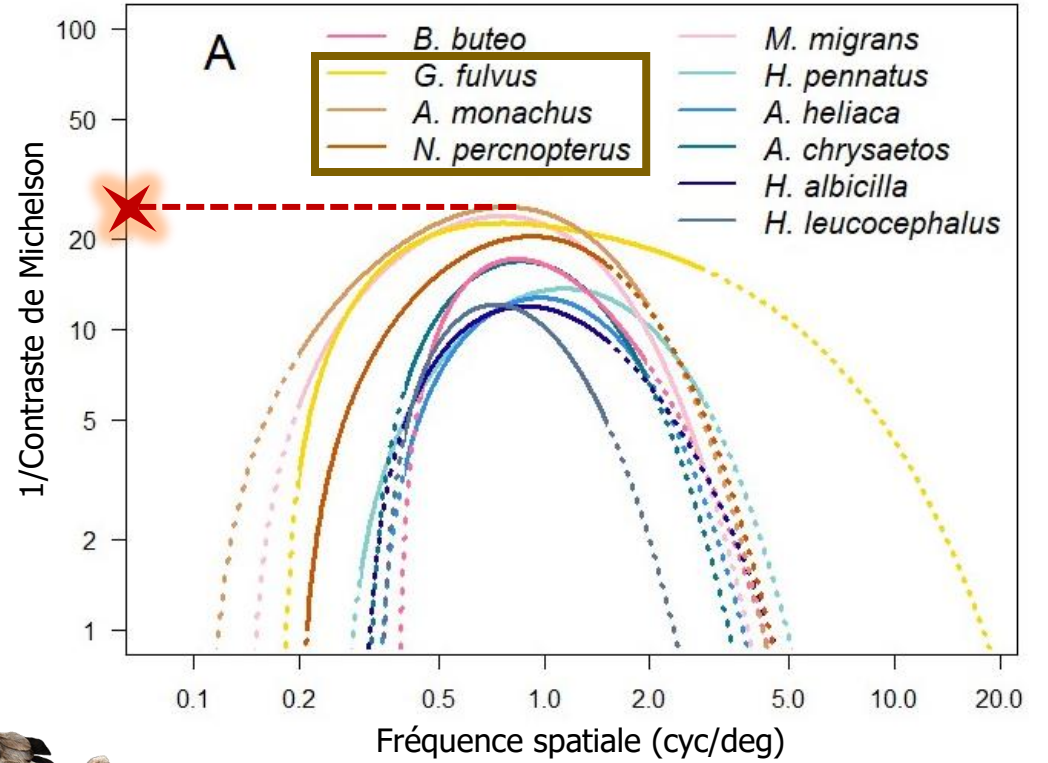 A
B. buteo
G. fulvus
A. monachus
N. percnopterus
M. migrans
H. pennatus
A. heliaca
A. chrysaetos
H. albicilla
H. leucocephalus
1/Contraste de Michelson
100
50
20
10
5
2
1
0.1 0.2 0.5 1.0 2.0 5.0 10.0 20.0
Fréquence spatiale (cyc/deg)